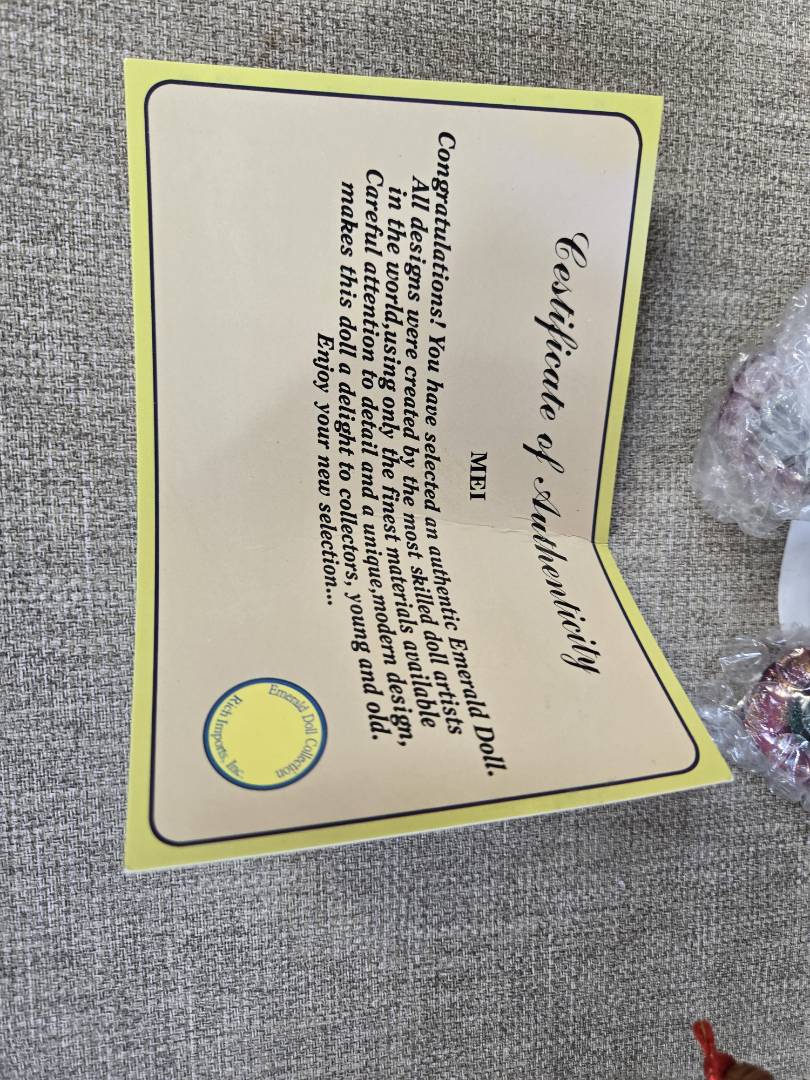 Cestificate of Authenticity
MEI
Congratulations! You have selected an authentic Emerald Doll.
All designs were created by the most skilled doll artists
in the world,using only the finest materials available
Careful attention to detail and a unique,modern design,
makes this doll a delight to collectors, young and old.
Enjoy your new selection...
Emerald Doll Collection
Rich Imports, Inc.